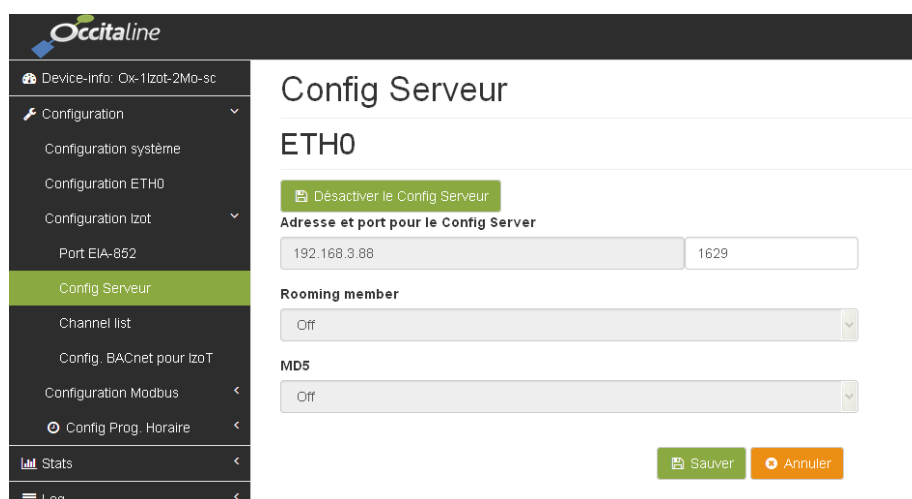 Occitaline
Device-info: Ox-1Izot-2Mo-sc
Configuration
Configuration système
Configuration ETH0
Configuration Izot
Port EIA-852
Config Serveur
Channel list
Config. BACnet pour IzoT
Configuration Modbus
Config Prog. Horaire
Stats
Log
Config Serveur
ETH0
Désactiver le Config Serveur
Adresse et port pour le Config Server
192.168.3.88 1629
Rooming member
Off
MD5
Off
Sauver Annuler